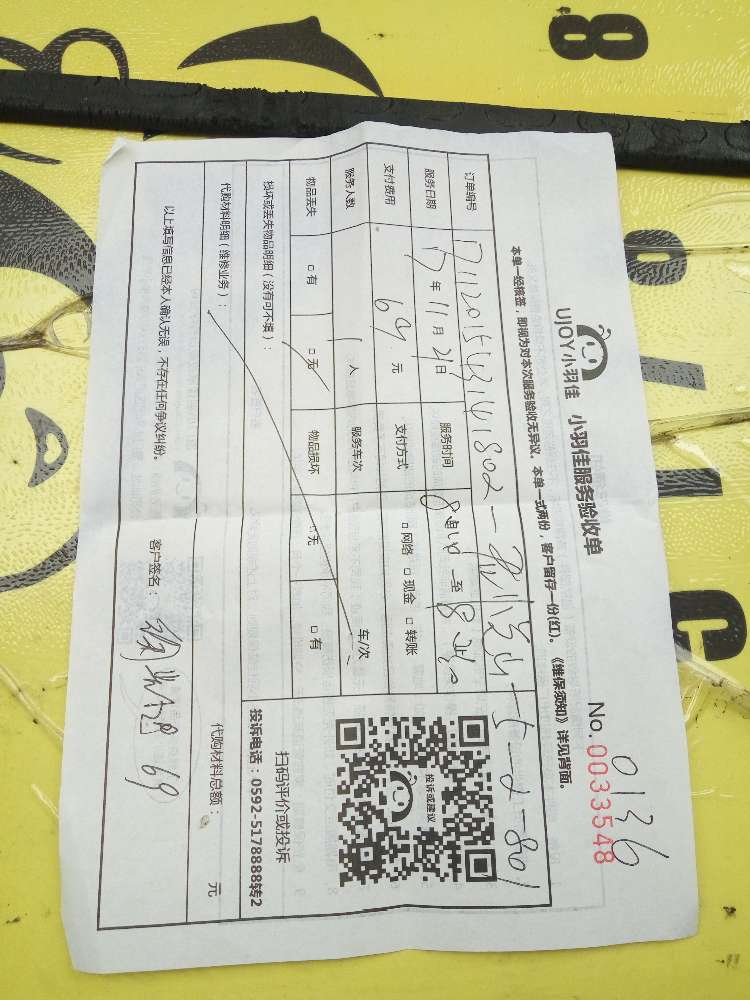 UJOY小羽佳 小羽佳服务验收单
0136
No. 0033548
本单一经核签，即视为对本次服务验收无异议。本单一式两份，客户留存一份(红)。《维保须知》详见背面。
订单编号
服务日期 17年11月21日 服务时间 8 至 8
支付费用 69元 支付方式 □网络 □现金 □转账
服务人数 1人 服务车次 车/次
物品丢失 □有 □无 物品损坏 □无 □有
损坏或丢失物品明细（没有可不填）：
投诉或建议
扫码评价或投诉
投诉电话：0592-5178888转2
代购材料明细（维修业务）： 代购材料总额： 元
以上填写信息已经本人确认无误，不存在任何争议纠纷。 客户签名： 69
8